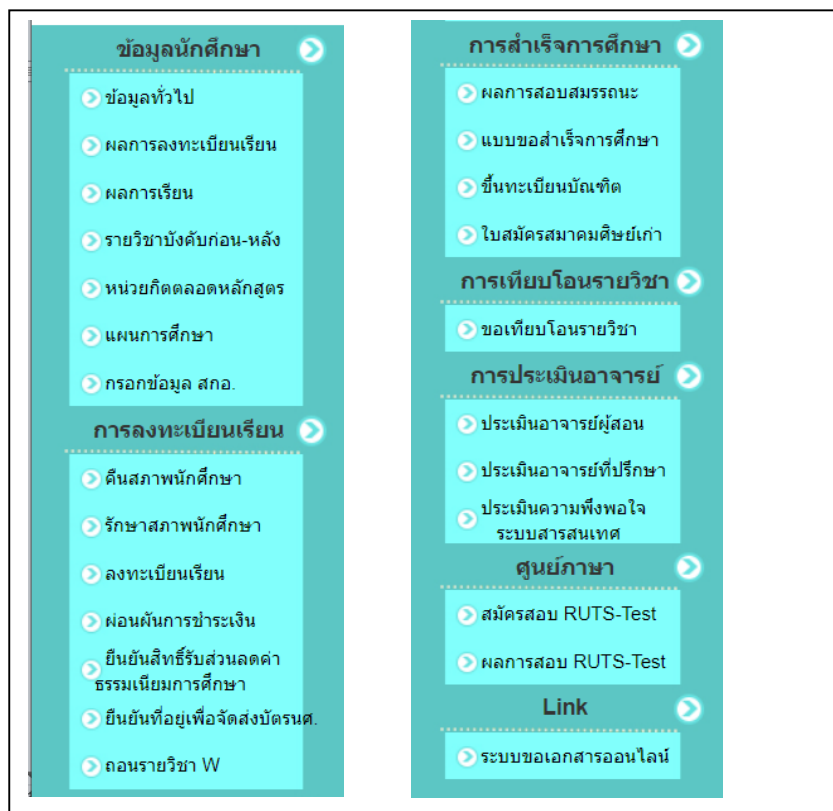 ข้อมูลนักศึกษา
ข้อมูลทั่วไป
ผลการลงทะเบียนเรียน
ผลการเรียน
รายวิชาบังคับก่อน-หลัง
หน่วยกิตตลอดหลักสูตร
แผนการศึกษา
กรอกข้อมูล สกอ.
การลงทะเบียนเรียน
คืนสภาพนักศึกษา
รักษาสภาพนักศึกษา
ลงทะเบียนเรียน
ผ่อนผันการชำระเงิน
ยืนยันสิทธิ์รับส่วนลดค่า
ธรรมเนียมการศึกษา
ยืนยันที่อยู่เพื่อจัดส่งบัตรนศ.
ถอนรายวิชา W
การสำเร็จการศึกษา
ผลการสอบสมรรถนะ
แบบขอสำเร็จการศึกษา
ขึ้นทะเบียนบัณฑิต
ใบสมัครสมาคมศิษย์เก่า
การเทียบโอนรายวิชา
ขอเทียบโอนรายวิชา
การประเมินอาจารย์
ประเมินอาจารย์ผู้สอน
ประเมินอาจารย์ที่ปรึกษา
ประเมินความพึงพอใจ
ระบบสารสนเทศ
ศูนย์ภาษา
สมัครสอบ RUTS-Test
ผลการสอบ RUTS-Test
Link
ระบบขอเอกสารออนไลน์